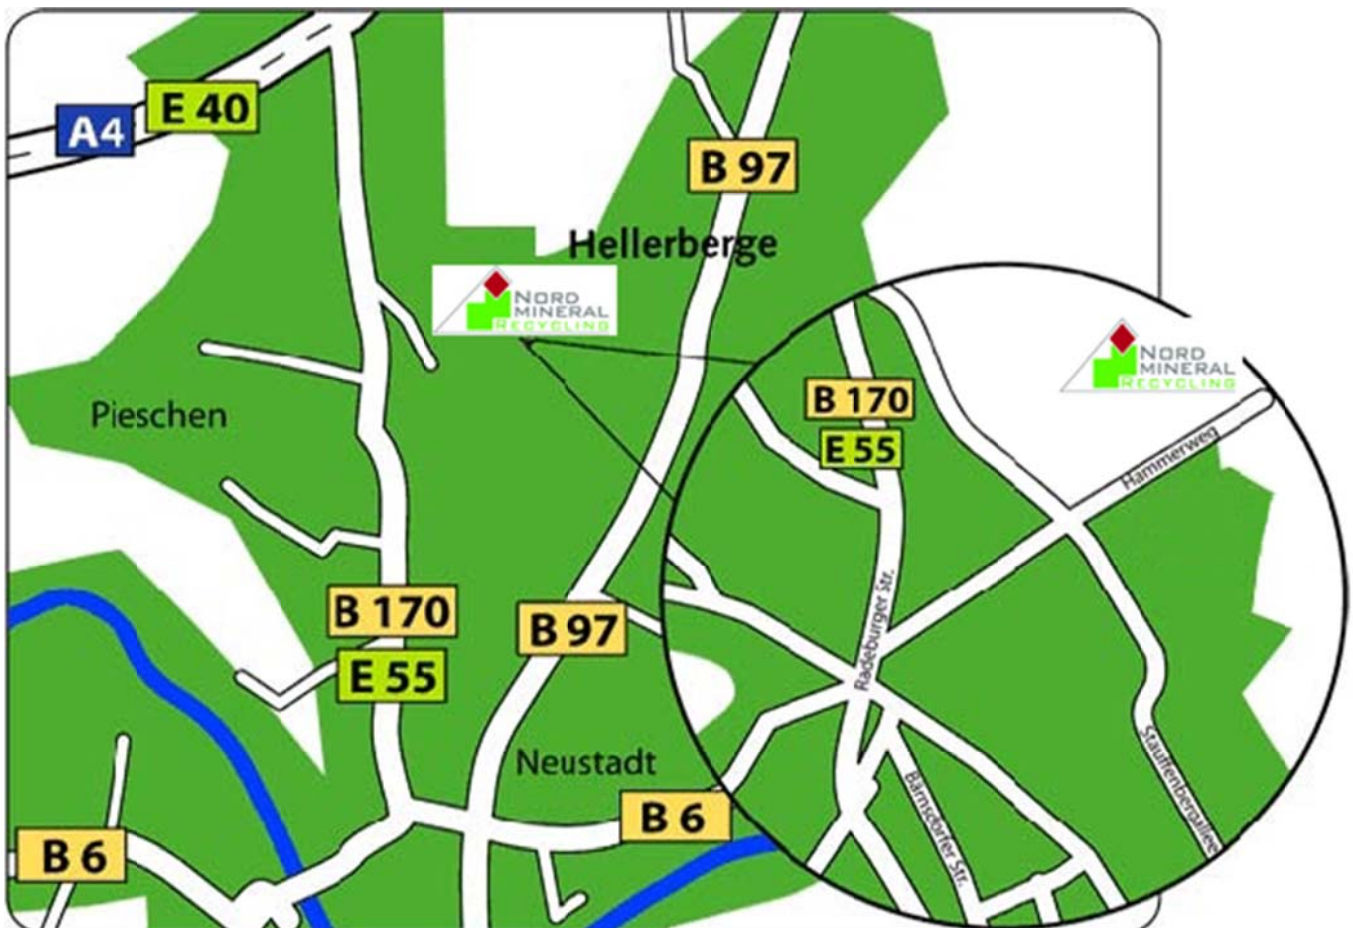 E 40
A4
B 97
Hellerberge
NORD
MINERAL
RECYCLING
NORD
MINERAL
RECYCLING
B 170
E 55
Pieschen
Hammerweg
Radeburger Str.
B 170
E 55
B 97
Neustadt
B 6
B 6
Stauffenbergallee
Bärnsdorfer Str.